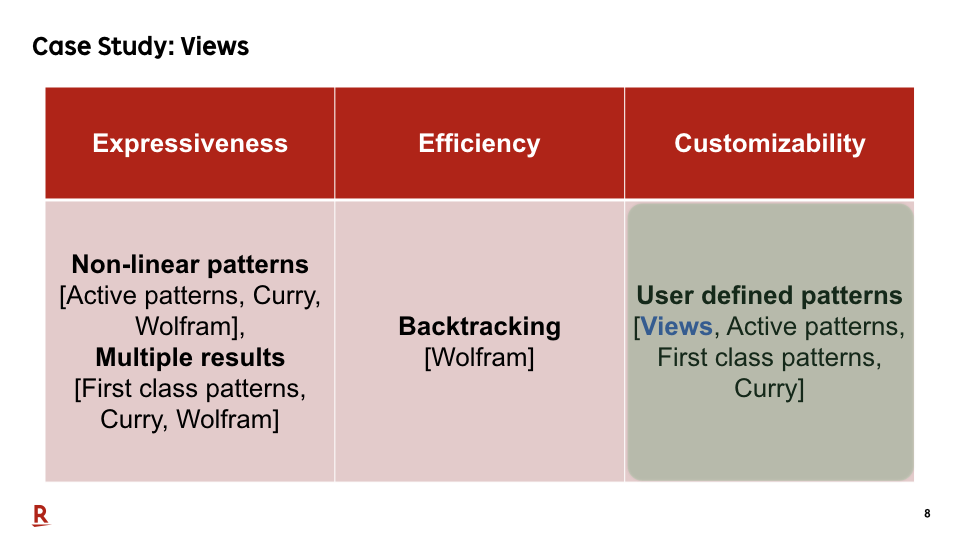 Case Study: Views
Expressiveness
Efficiency
Customizability
Non-linear patterns
[Active patterns, Curry,
Wolfram],
Multiple results
[First class patterns,
Curry, Wolfram]
Backtracking
[Wolfram]
User defined patterns
[Views, Active patterns,
First class patterns,
Curry]
R
8